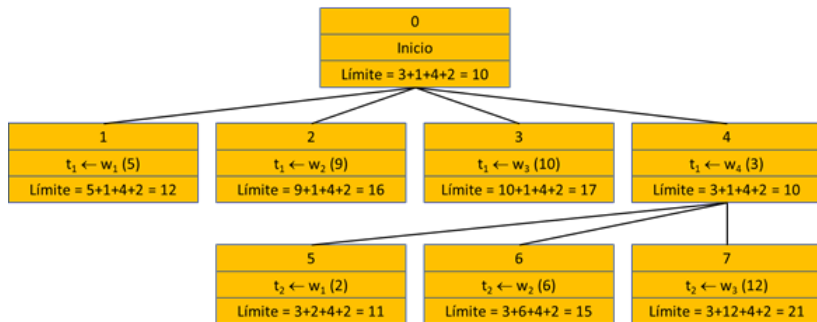 0
Inicio
Límite = 3+1+4+2 = 10
1
t₁ ← w₁ (5)
Límite = 5+1+4+2 = 12
2
t₁ ← w₂ (9)
Límite = 9+1+4+2 = 16
3
t₁ ← w₃ (10)
Límite = 10+1+4+2 = 17
4
t₁ ← w₄ (3)
Límite = 3+1+4+2 = 10
5
t₂ ← w₁ (2)
Límite = 3+2+4+2 = 11
6
t₂ ← w₂ (6)
Límite = 3+6+4+2 = 15
7
t₂ ← w₃ (12)
Límite = 3+12+4+2 = 21